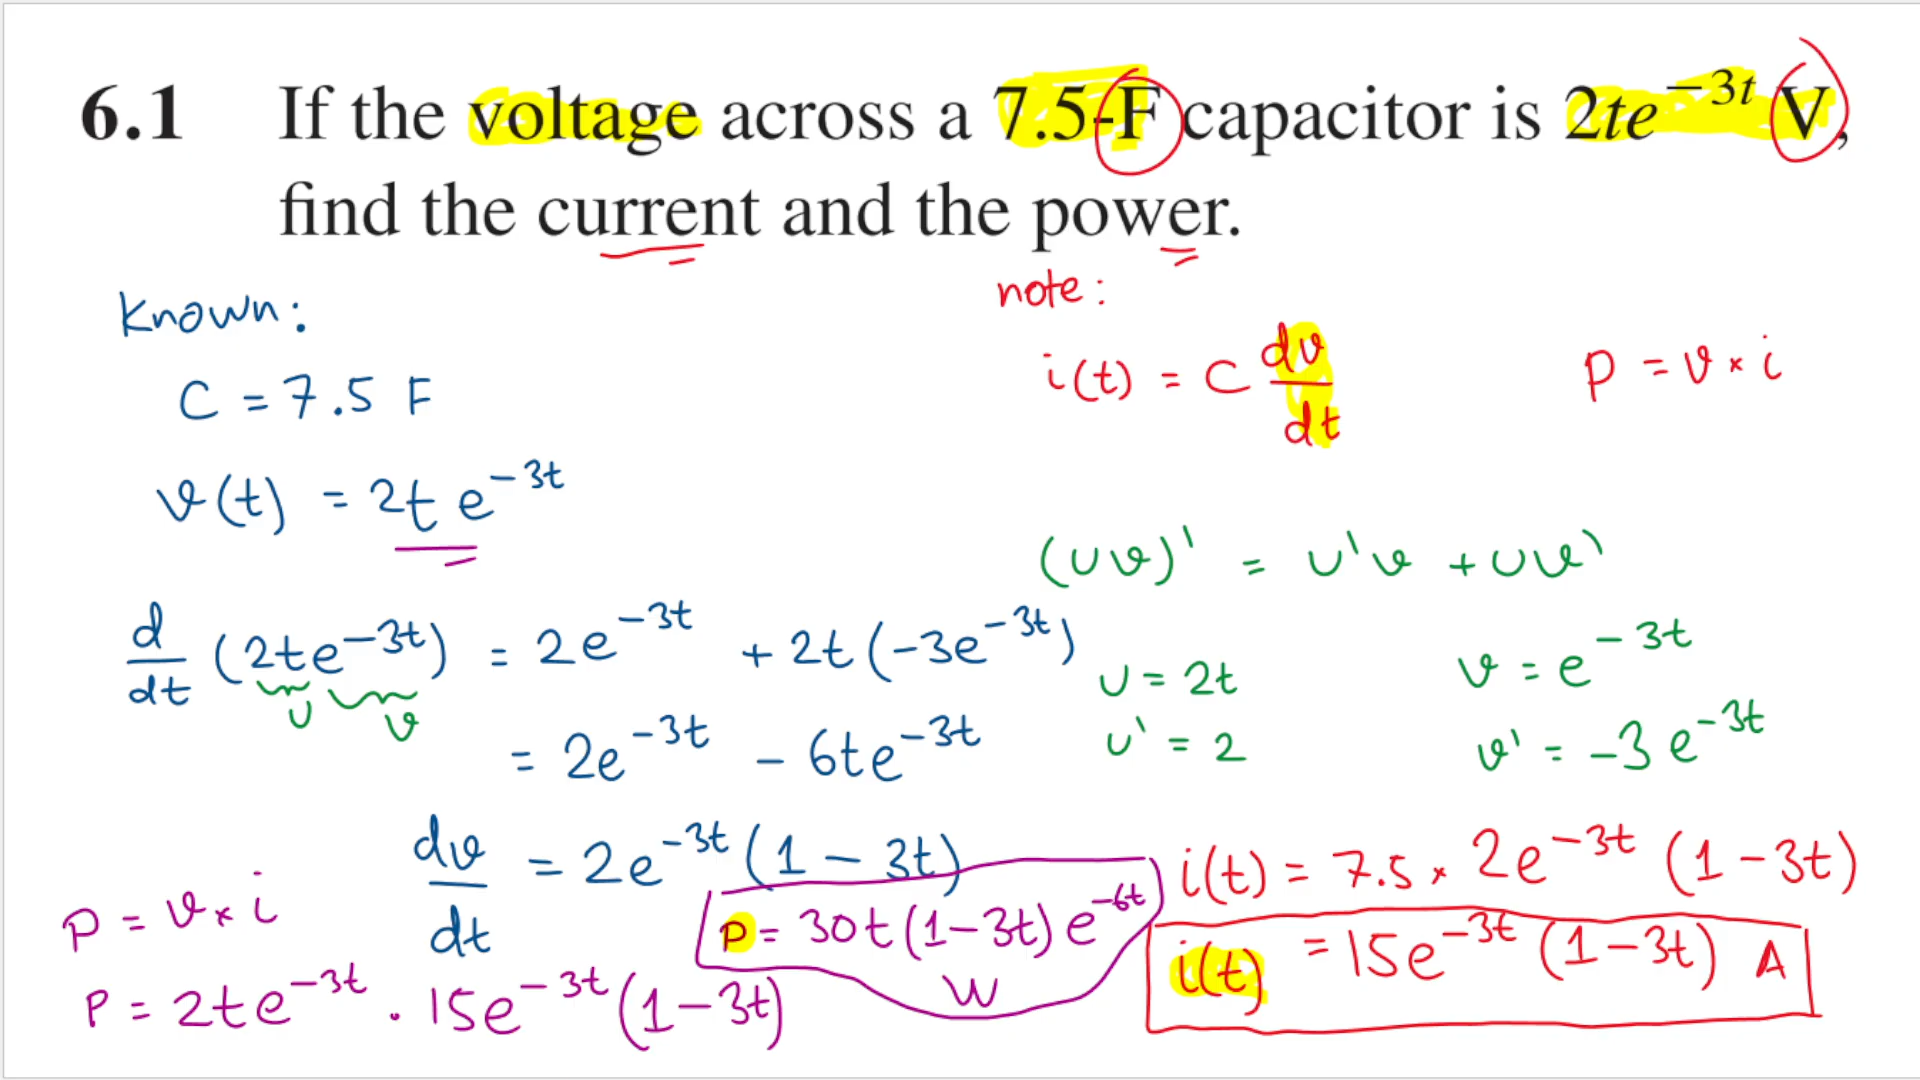 6.1 If the voltage across a 7.5-F capacitor is 2te^{-3t} V,
find the current and the power.
Known:
C = 7.5 F
v(t) = 2te^{-3t}
note:
i(t) = C dv/dt
p = v × i
(uv)' = u'v + uv'
d/dt (2te^{-3t}) = 2e^{-3t} + 2t(-3e^{-3t})
u v
= 2e^{-3t} - 6te^{-3t}
u = 2t
u' = 2
v = e^{-3t}
v' = -3e^{-3t}
dv/dt = 2e^{-3t}(1-3t)
i(t) = 7.5 × 2e^{-3t} (1-3t)
i(t) = 15e^{-3t} (1-3t) A
p = v × i
p = 2te^{-3t} . 15e^{-3t}(1-3t)
p = 30t(1-3t)e^{-6t}
W